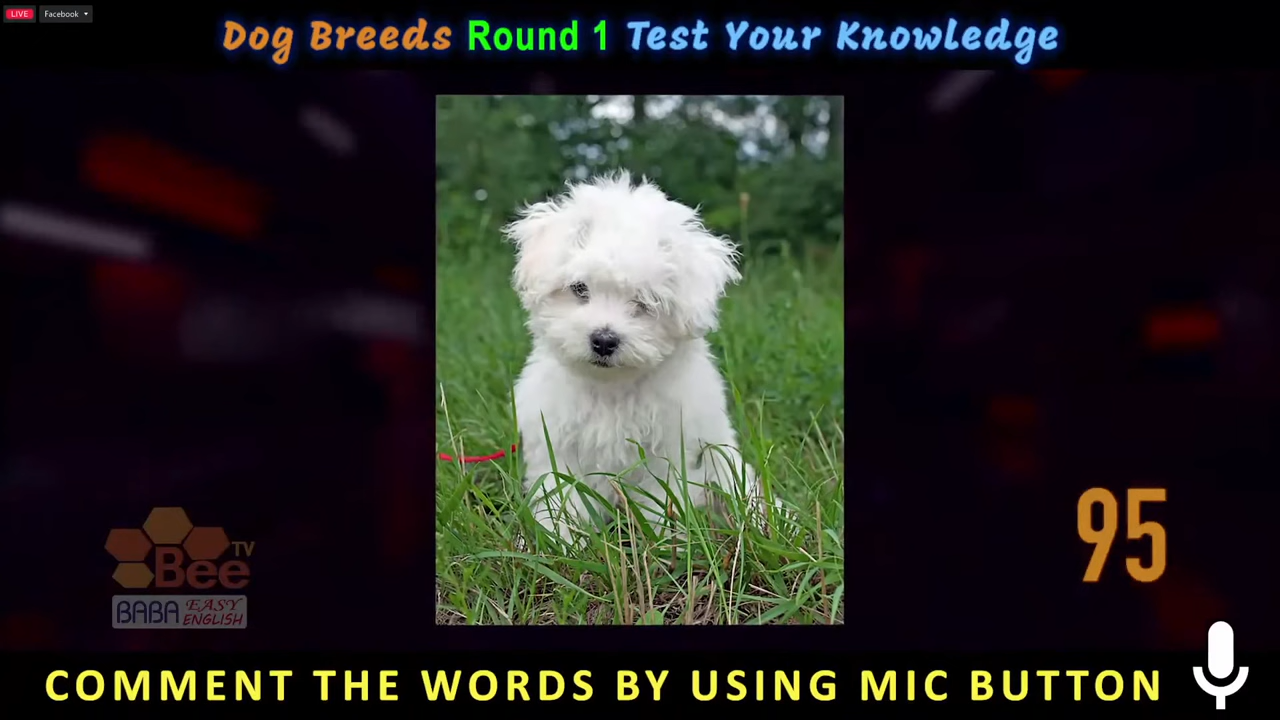 LIVE Facebook
Dog Breeds Round 1 Test Your Knowledge
95
Bee TV
BABA EASY ENGLISH
COMMENT THE WORDS BY USING MIC BUTTON